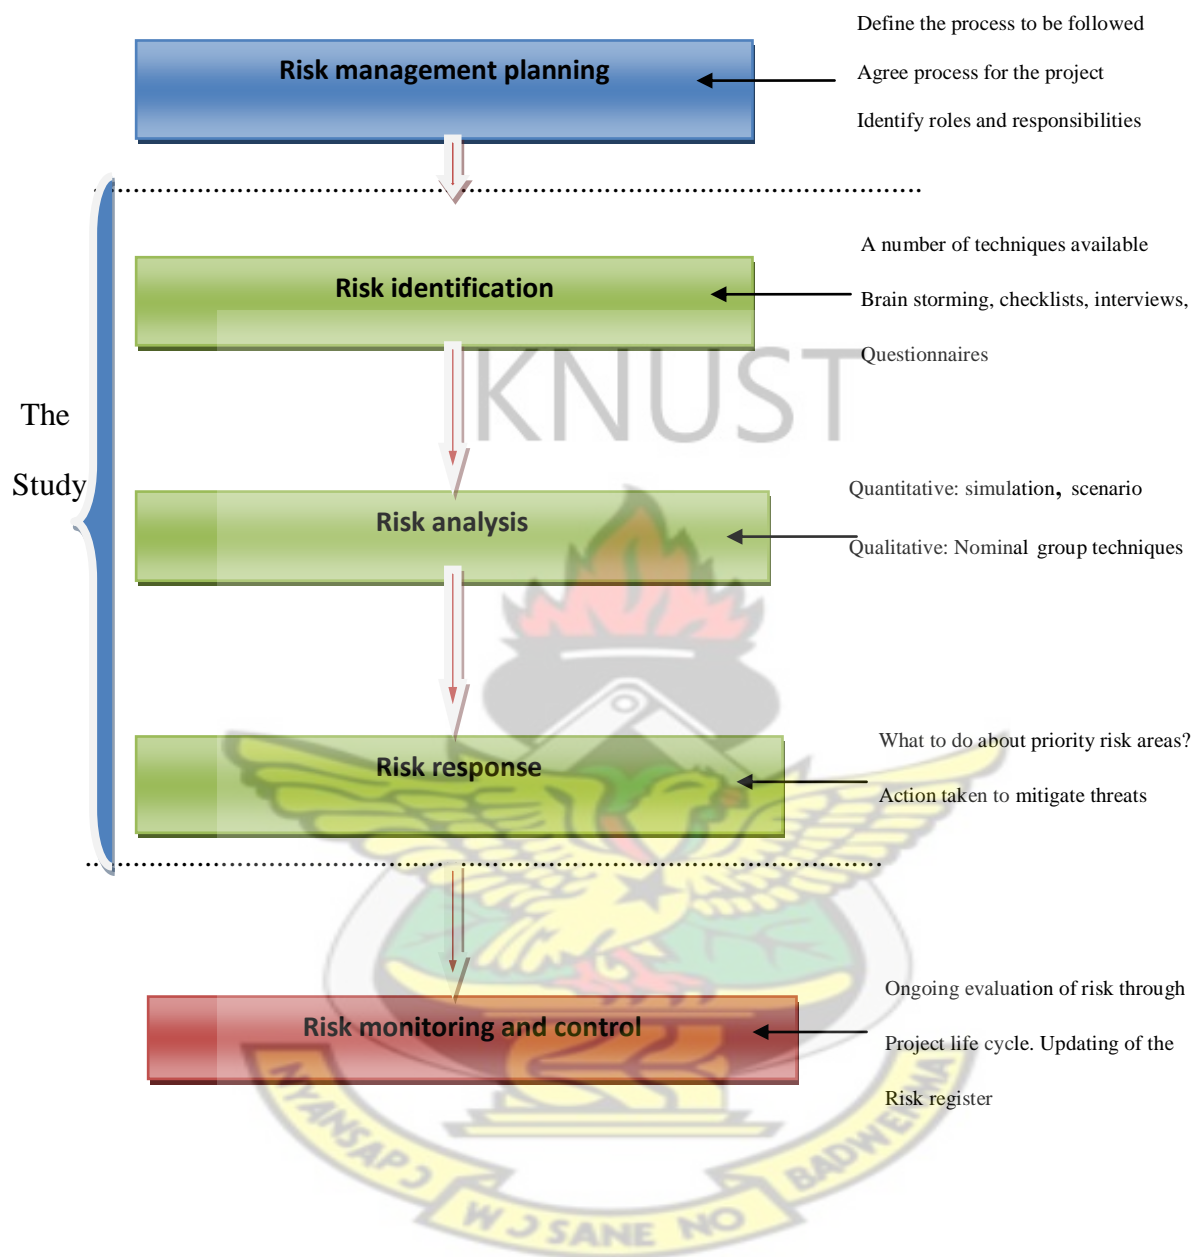 Define the process to be followed
Risk management planning
Agree process for the project
Identify roles and responsibilities
A number of techniques available
Risk identification
Brain storming, checklists, interviews,
Questionnaires
KNUST
The
Study
Quantitative: simulation, scenario
Risk analysis
Qualitative: Nominal group techniques
What to do about priority risk areas?
Risk response
Action taken to mitigate threats
Ongoing evaluation of risk through
Risk monitoring and control
Project life cycle. Updating of the
Risk register
NYANSAPƆ
WƆ SANE NO
BADWENMA